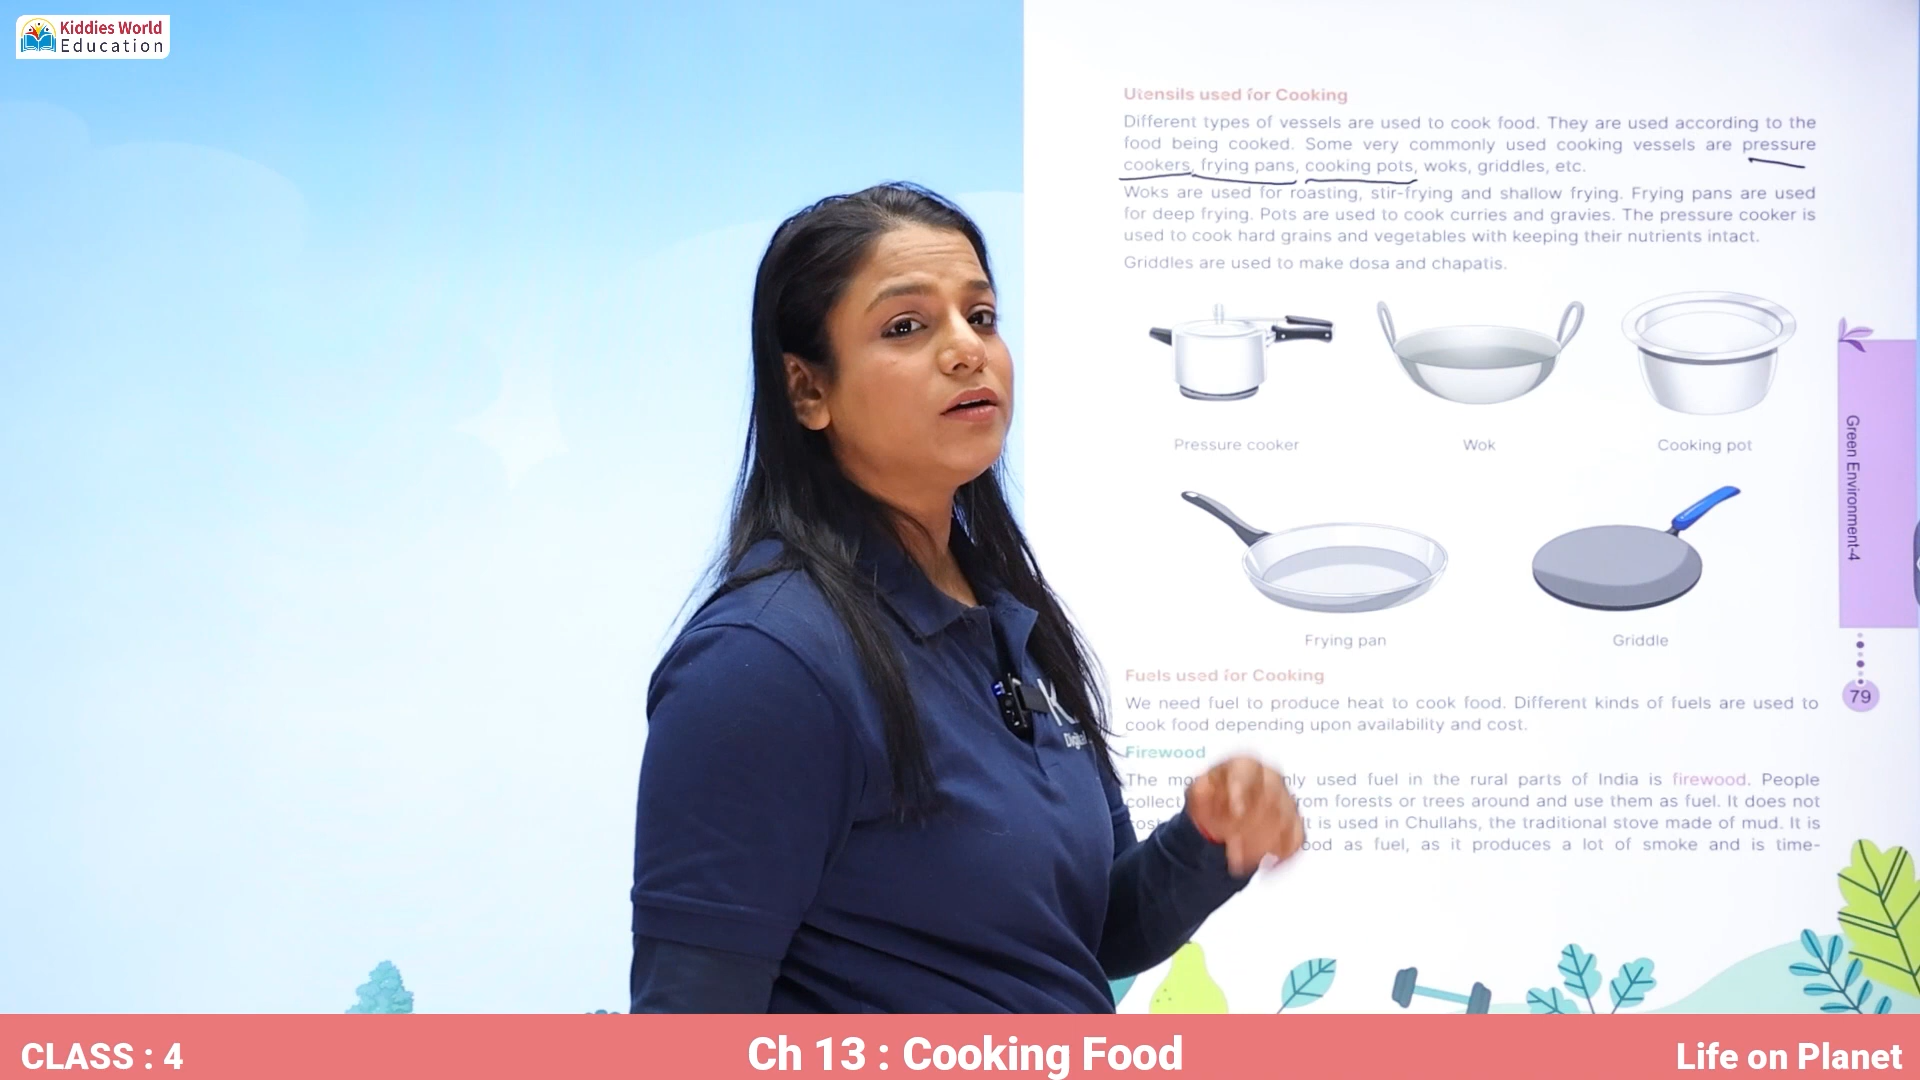 Kiddies World
Education
Utensils used for Cooking
Different types of vessels are used to cook food. They are used according to the
food being cooked. Some very commonly used cooking vessels are pressure
cookers, frying pans, cooking pots, woks, griddles, etc.
Woks are used for roasting, stir-frying and shallow frying. Frying pans are used
for deep frying. Pots are used to cook curries and gravies. The pressure cooker is
used to cook hard grains and vegetables with keeping their nutrients intact.
Griddles are used to make dosa and chapatis.
Pressure cooker
Wok
Cooking pot
Frying pan
Griddle
Green Environment-4
79
Fuels used for Cooking
We need fuel to produce heat to cook food. Different kinds of fuels are used to
cook food depending upon availability and cost.
Firewood
The used fuel in the rural parts of India is firewood. People
collect from forests or trees around and use them as fuel. It does not
It is used in Chullahs, the traditional stove made of mud. It is
as fuel, as it produces a lot of smoke and is time-
CLASS : 4
Ch 13 : Cooking Food
Life on Planet